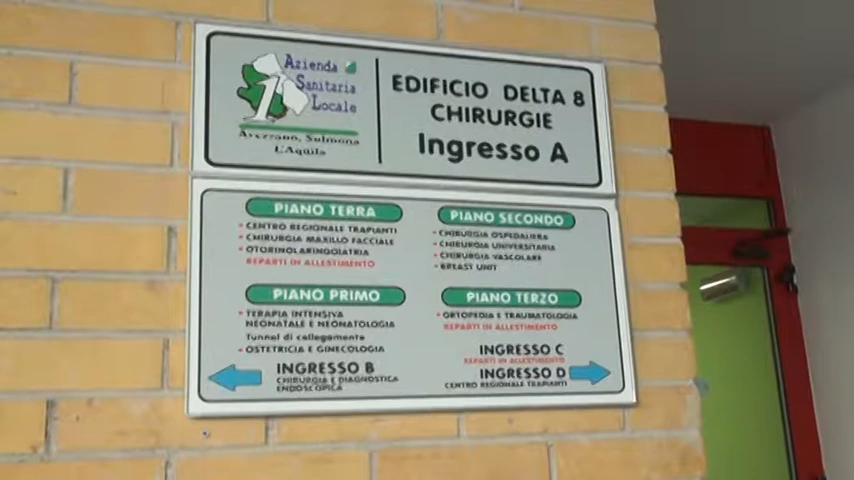 1
Azienda
Sanitaria
Locale
Avezzano, Sulmona
L'Aquila
EDIFICIO DELTA 8
CHIRURGIE
Ingresso A
PIANO TERRA
• CENTRO REGIONALE TRAPIANTI
• CHIRURGIA MAXILLO FACCIALE
• OTORINOLARINGOIATRIA
REPARTI IN ALLESTIMENTO
PIANO PRIMO
• TERAPIA INTENSIVA
NEONATALE E NEONATOLOGIA
Tunnel di collegamento
• OSTETRICIA E GINECOLOGIA
INGRESSO B
CHIRURGIA E DIAGNOSTICA
ENDOSCOPICA
PIANO SECONDO
• CHIRURGIA OSPEDALIERA
• CHIRURGIA UNIVERSITARIA
• CHIRURGIA VASCOLARE
• BREAST UNIT
PIANO TERZO
• ORTOPEDIA E TRAUMATOLOGIA
REPARTI IN ALLESTIMENTO
INGRESSO C
REPARTI IN ALLESTIMENTO
INGRESSO D
CENTRO REGIONALE TRAPIANTI